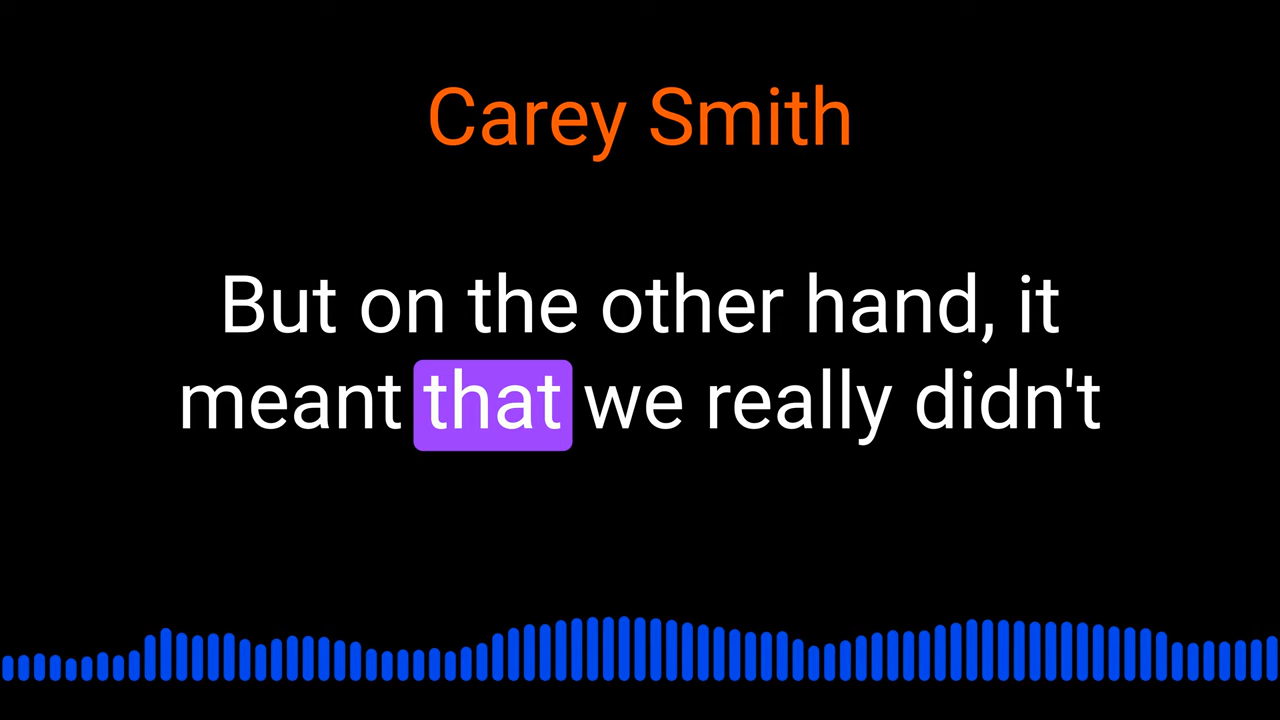 Carey Smith
But on the other hand, it
meant that we really didn't